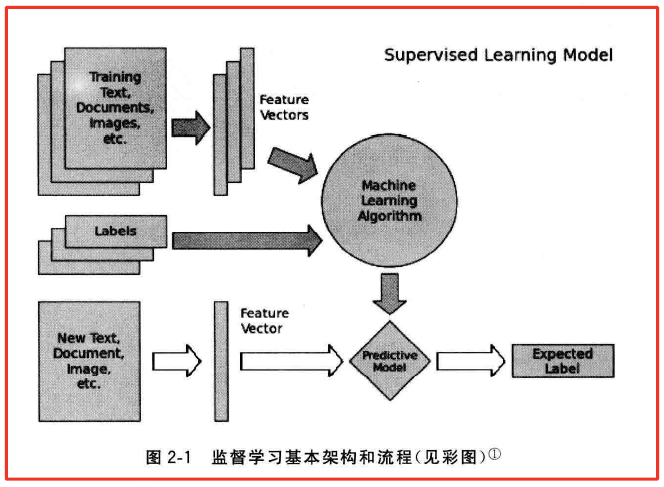 Supervised Learning Model
Training
Text,
Documents,
Images,
etc.
Feature
Vectors
Machine
Learning
Algorithm
Labels
New Text,
Document,
Image,
etc.
Feature
Vector
Predictive
Model
Expected
Label
图 2-1 监督学习基本架构和流程(见彩图)①